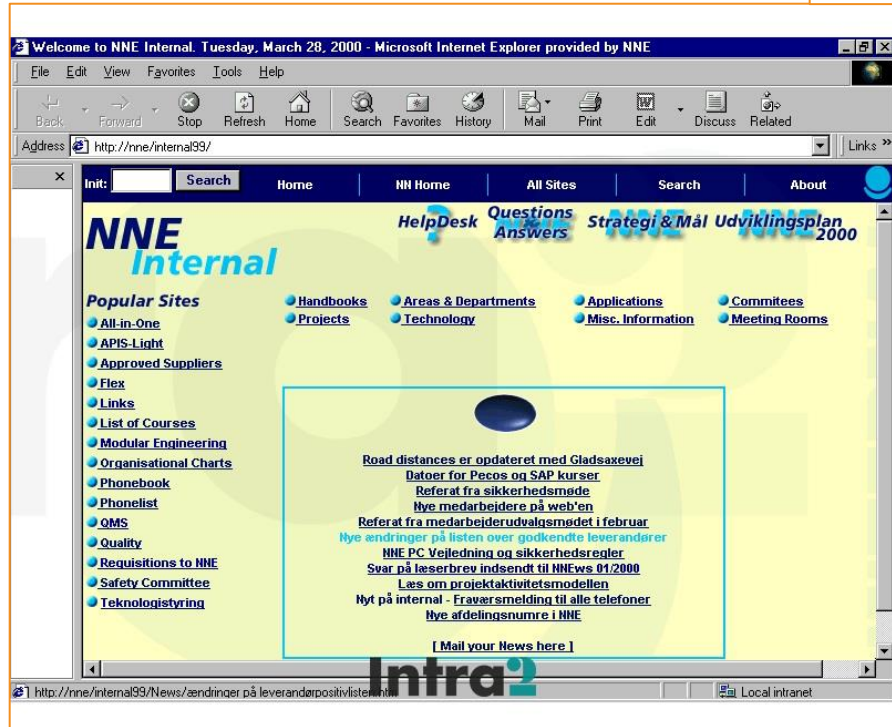 Welcome to NNE Internal. Tuesday, March 28, 2000 - Microsoft Internet Explorer provided by NNE
File Edit View Favorites Tools Help
Back Forward Stop Refresh Home Search Favorites History Mail Print Edit Discuss Related
Address http://nne/internal99/ Links »
Init: Search Home NN Home All Sites Search About
NNE Internal
HelpDesk
Questions & Answers
Strategi & Mål
Udviklingsplan 2000
Popular Sites
All-in-One
APIS-Light
Approved Suppliers
Flex
Links
List of Courses
Modular Engineering
Organisational Charts
Phonebook
Phonelist
QMS
Quality
Requisitions to NNE
Safety Committee
Teknologistyring
Handbooks Areas & Departments Applications Commitees
Projects Technology Misc. Information Meeting Rooms
Road distances er opdateret med Gladsaxevej
Datoer for Pecos og SAP kurser
Referat fra sikkerhedsmøde
Nye medarbejdere på web'en
Referat fra medarbejderudvalgsmødet i februar
Nye ændringer på listen over godkendte leverandører
NNE PC Vejledning og sikkerhedsregler
Svar på læserbrev indsendt til NNEws 01/2000
Læs om projektaktivitetsmodellen
Nyt på internal - Fraværsmelding til alle telefoner
Nye afdelingsnumre i NNE
[ Mail your News here ]
http://nne/internal99/News/ændringer på leverandørpositivlisten.htm Local intranet
Intra2